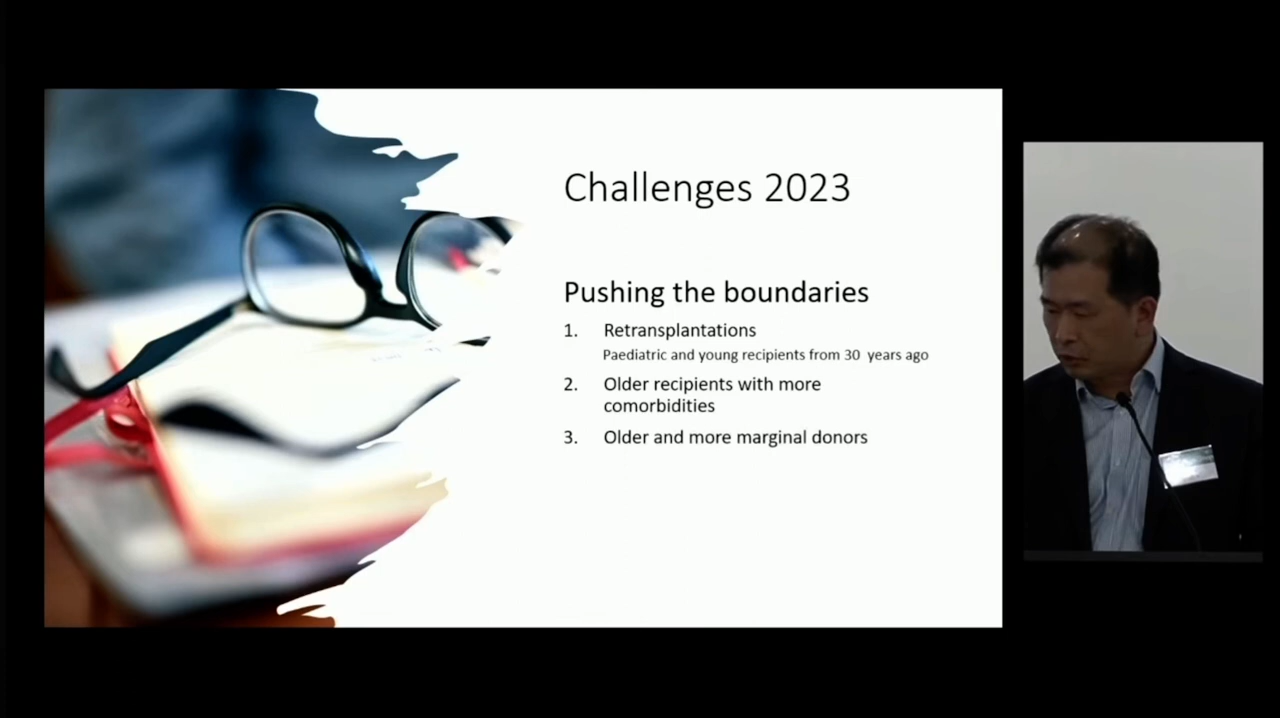 Challenges 2023
Pushing the boundaries
1. Retransplantations
Paediatric and young recipients from 30 years ago
2. Older recipients with more
comorbidities
3. Older and more marginal donors